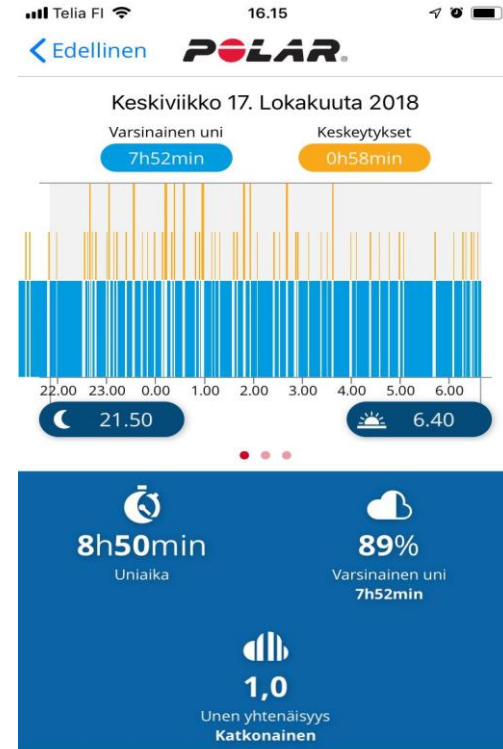 Telia FI 16.15
Edellinen POLAR.
Keskiviikko 17. Lokakuuta 2018
Varsinainen uni Keskeytykset
7h52min 0h58min
22.00 23.00 0.00 1.00 2.00 3.00 4.00 5.00 6.00
21.50 6.40
8h50min 89%
Uniaika Varsinainen uni
7h52min
1,0
Unen yhtenäisyys
Katkonainen